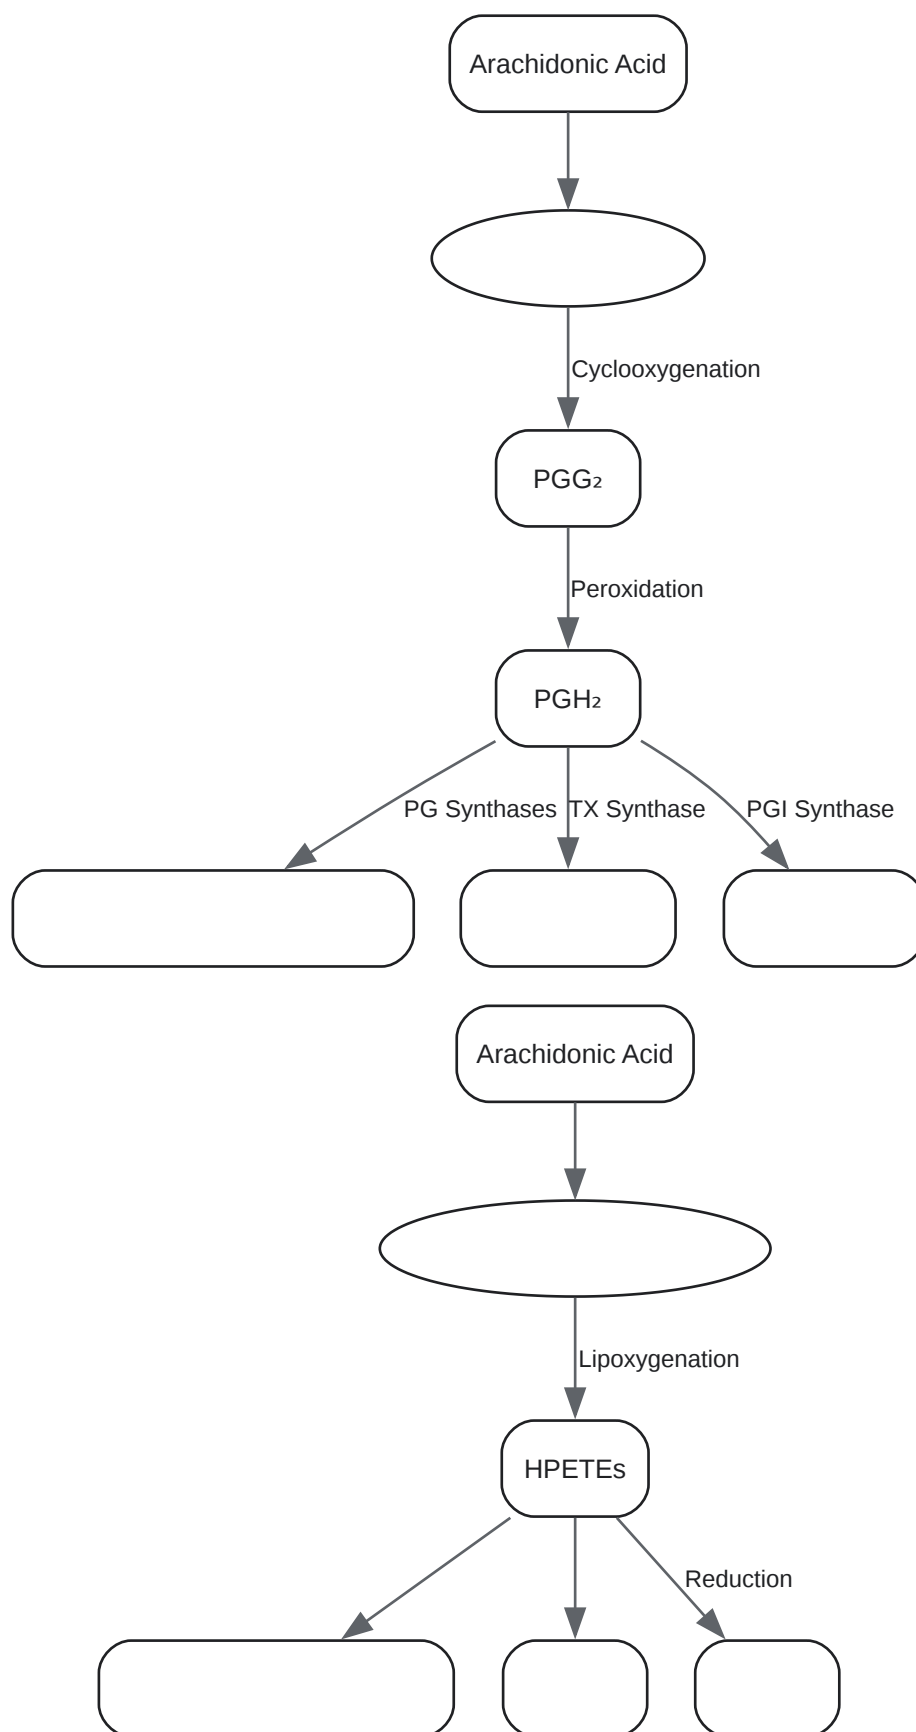 Arachidonic Acid
Cyclooxygenation
PGG₂
Peroxidation
PGH₂
PG Synthases
TX Synthase
PGI Synthase
Arachidonic Acid
Lipoxygenation
HPETEs
Reduction